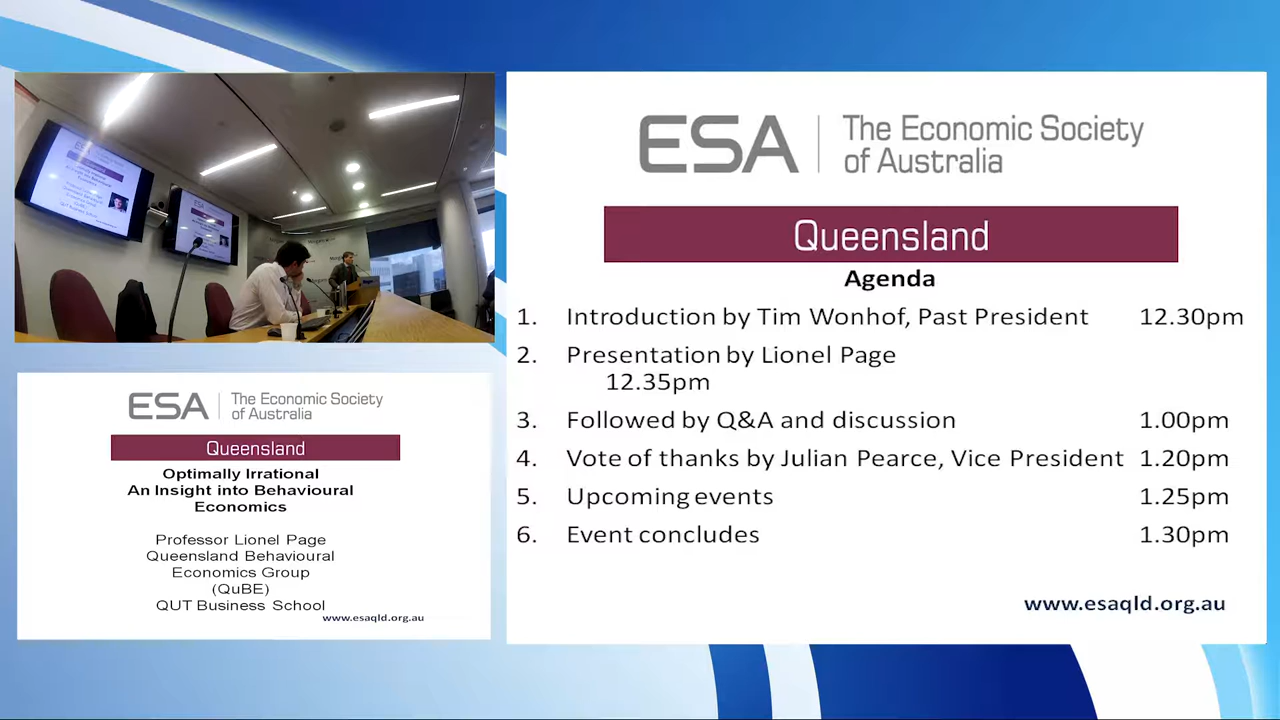 ESA
The Economic Society
of Australia
Queensland
Agenda
1. Introduction by Tim Wonhof, Past President 12.30pm
2. Presentation by Lionel Page
12.35pm
3. Followed by Q&A and discussion 1.00pm
4. Vote of thanks by Julian Pearce, Vice President 1.20pm
5. Upcoming events 1.25pm
6. Event concludes 1.30pm
www.esaqld.org.au
ESA
The Economic Society
of Australia
Queensland
Optimally Irrational
An Insight into Behavioural
Economics
Professor Lionel Page
Queensland Behavioural
Economics Group
(QuBE)
QUT Business School
www.esaqld.org.au
ESA